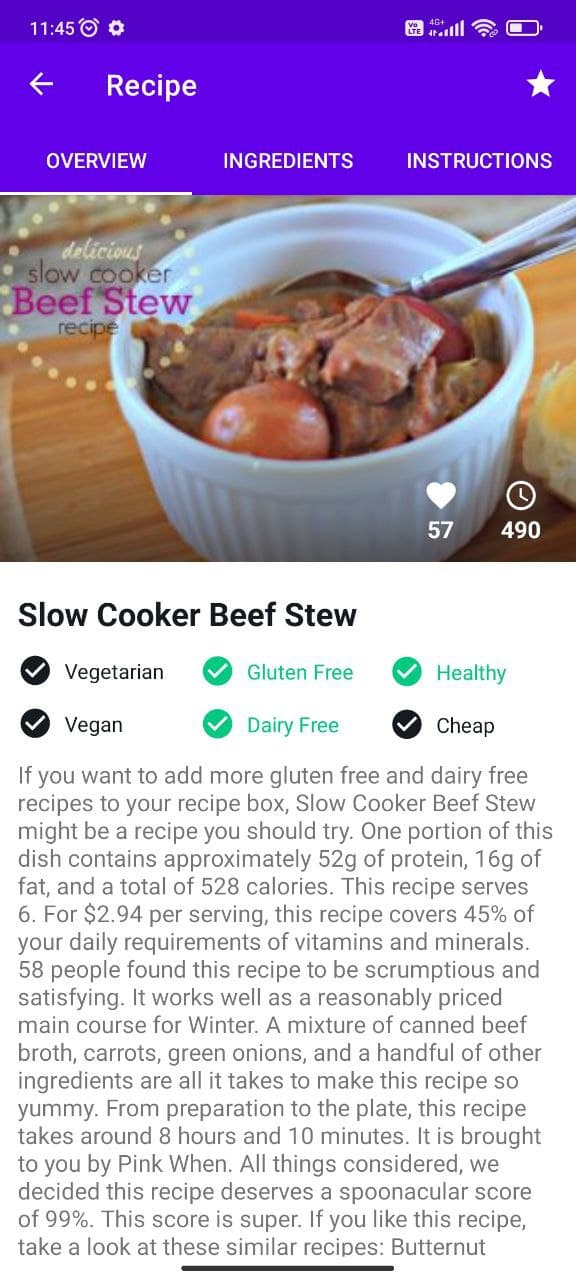 11:45
Vo LTE 4G+
Recipe
OVERVIEW INGREDIENTS INSTRUCTIONS
delicious
slow cooker
Beef Stew
recipe
57 490
Slow Cooker Beef Stew
Vegetarian Gluten Free Healthy
Vegan Dairy Free Cheap
If you want to add more gluten free and dairy free
recipes to your recipe box, Slow Cooker Beef Stew
might be a recipe you should try. One portion of this
dish contains approximately 52g of protein, 16g of
fat, and a total of 528 calories. This recipe serves
6. For $2.94 per serving, this recipe covers 45% of
your daily requirements of vitamins and minerals.
58 people found this recipe to be scrumptious and
satisfying. It works well as a reasonably priced
main course for Winter. A mixture of canned beef
broth, carrots, green onions, and a handful of other
ingredients are all it takes to make this recipe so
yummy. From preparation to the plate, this recipe
takes around 8 hours and 10 minutes. It is brought
to you by Pink When. All things considered, we
decided this recipe deserves a spoonacular score
of 99%. This score is super. If you like this recipe,
take a look at these similar recipes: Butternut